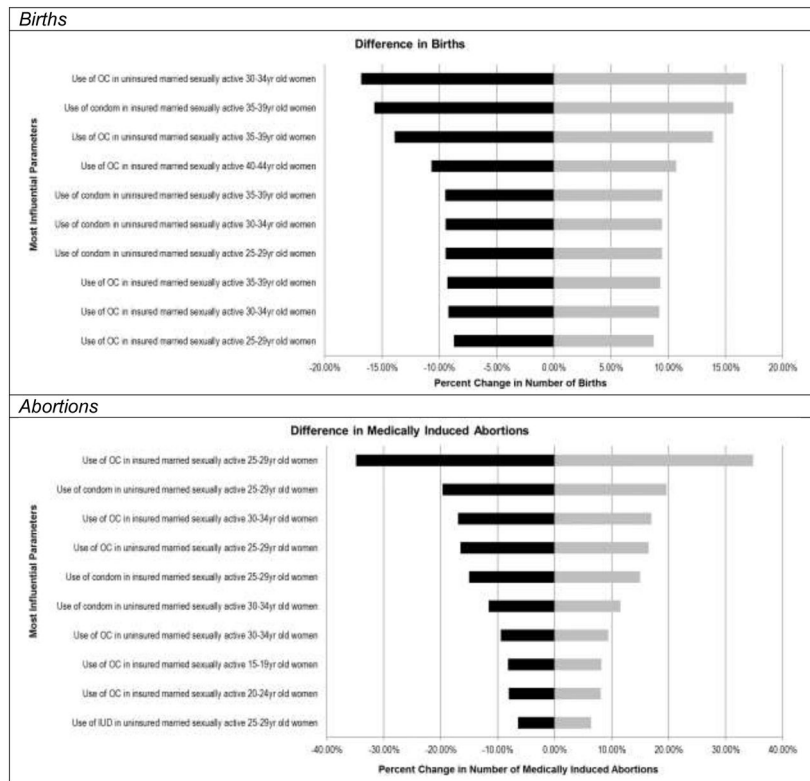 Births
Difference in Births
Most Influential Parameters
Use of OC in uninsured married sexually active 30-34yr old women
Use of condom in insured married sexually active 35-39yr old women
Use of OC in uninsured married sexually active 35-39yr old women
Use of OC in insured married sexually active 40-44yr old women
Use of condom in uninsured married sexually active 35-39yr old women
Use of condom in uninsured married sexually active 30-34yr old women
Use of condom in uninsured married sexually active 25-29yr old women
Use of OC in insured married sexually active 35-39yr old women
Use of OC in insured married sexually active 30-34yr old women
Use of OC in insured married sexually active 25-29yr old women
-20.00% -15.00% -10.00% -5.00% 0.00% 5.00% 10.00% 15.00% 20.00%
Percent Change in Number of Births
Abortions
Difference in Medically Induced Abortions
Most Influential Parameters
Use of OC in insured married sexually active 25-29yr old women
Use of condom in uninsured married sexually active 25-29yr old women
Use of OC in insured married sexually active 30-34yr old women
Use of OC in uninsured married sexually active 25-29yr old women
Use of condom in insured married sexually active 25-29yr old women
Use of condom in uninsured married sexually active 30-34yr old women
Use of OC in uninsured married sexually active 30-34yr old women
Use of OC in insured married sexually active 15-19yr old women
Use of OC in insured married sexually active 20-24yr old women
Use of IUD in uninsured married sexually active 25-29yr old women
-40.00% -30.00% -20.00% -10.00% 0.00% 10.00% 20.00% 30.00% 40.00%
Percent Change in Number of Medically Induced Abortions